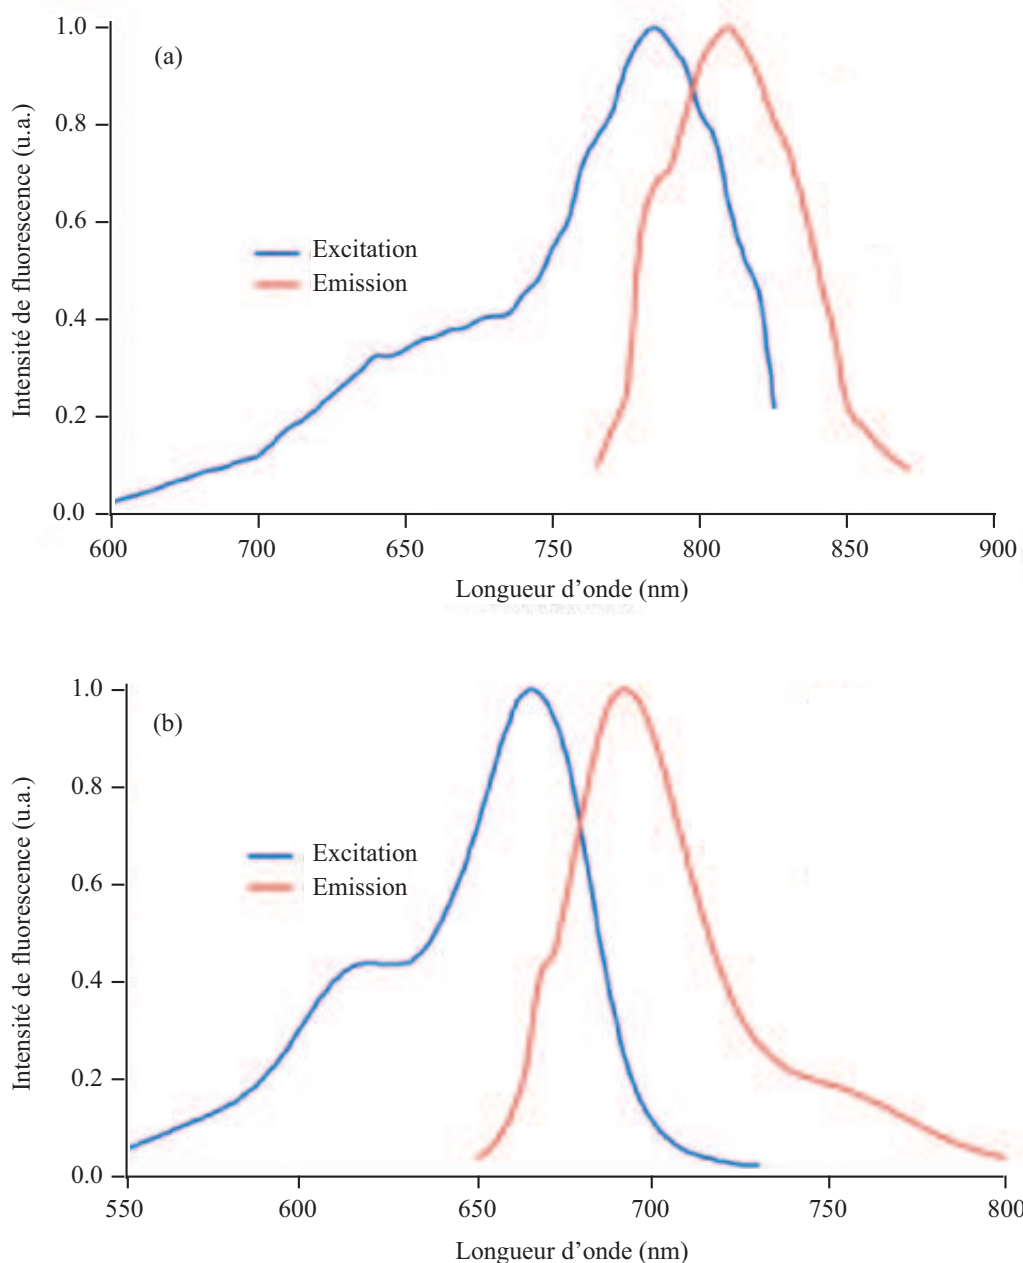 1.0
(a)
0.8
0.6
Excitation
Emission
0.4
0.2
0.0
Intensité de fluorescence (u.a.)
600 700 650 750 800 850 900
Longueur d’onde (nm)
1.0
(b)
0.8
0.6
Excitation
Emission
0.4
0.2
0.0
Intensité de fluorescence (u.a.)
550 600 650 700 750 800
Longueur d’onde (nm)